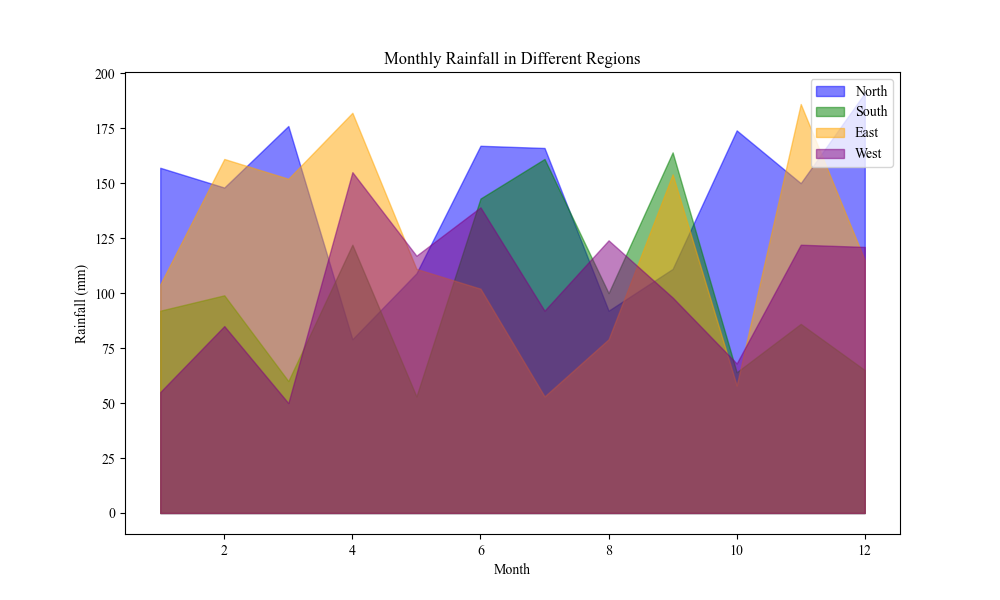 Monthly Rainfall in Different Regions
200
175
150
125
100
75
50
25
0
Rainfall (mm)
North
South
East
West
2 4 6 8 10 12
Month